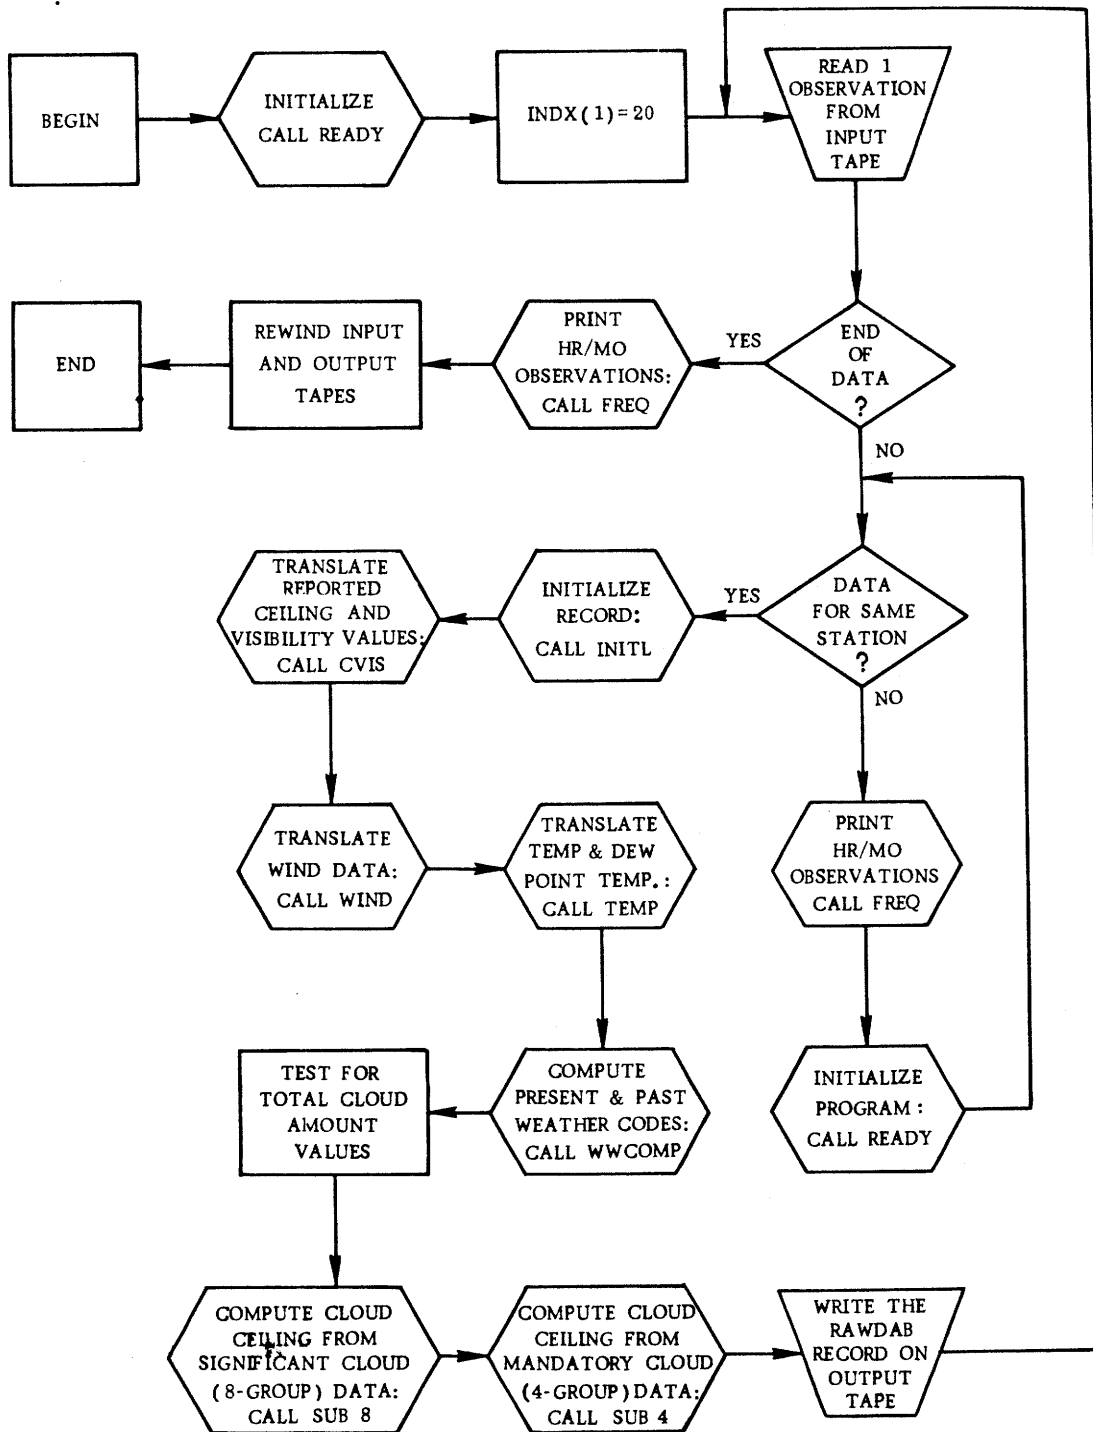 BEGIN
INITIALIZE
CALL READY
INDX(1)=20
READ 1
OBSERVATION
FROM
INPUT
TAPE
END
REWIND INPUT
AND OUTPUT
TAPES
PRINT
HR/MO
OBSERVATIONS:
CALL FREQ
YES
END
OF
DATA
?
NO
TRANSLATE
REPORTED
CEILING AND
VISIBILITY VALUES:
CALL CVIS
INITIALIZE
RECORD:
CALL INITL
YES
DATA
FOR SAME
STATION
?
NO
TRANSLATE
WIND DATA:
CALL WIND
TRANSLATE
TEMP & DEW
POINT TEMP.:
CALL TEMP
PRINT
HR/MO
OBSERVATIONS
CALL FREQ
TEST FOR
TOTAL CLOUD
AMOUNT
VALUES
COMPUTE
PRESENT & PAST
WEATHER CODES:
CALL WWCOMP
INITIALIZE
PROGRAM:
CALL READY
COMPUTE CLOUD
CEILING FROM
SIGNIFICANT CLOUD
(8-GROUP) DATA:
CALL SUB 8
COMPUTE CLOUD
CEILING FROM
MANDATORY CLOUD
(4-GROUP) DATA:
CALL SUB 4
WRITE THE
RAWDAB
RECORD ON
OUTPUT
TAPE